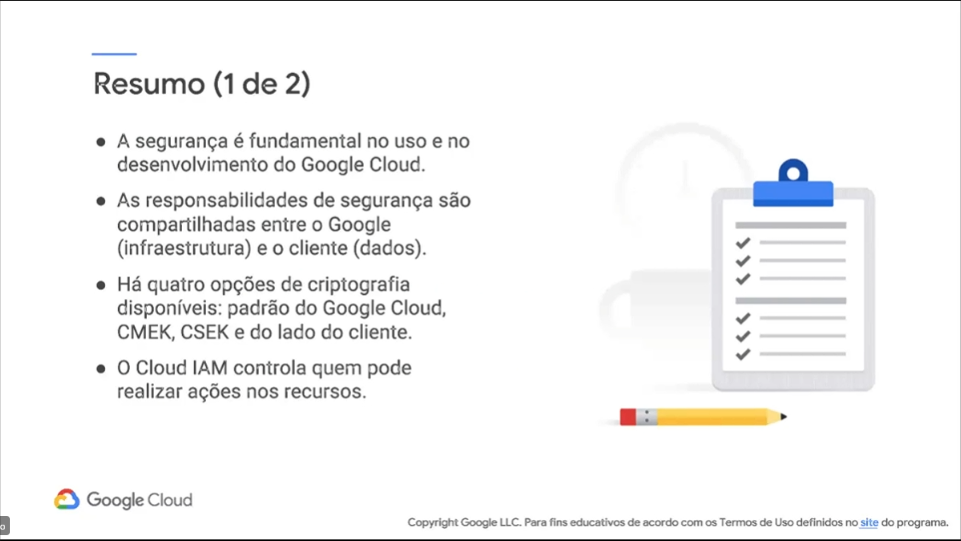 Resumo (1 de 2)
● A segurança é fundamental no uso e no
desenvolvimento do Google Cloud.
● As responsabilidades de segurança são
compartilhadas entre o Google
(infraestrutura) e o cliente (dados).
● Há quatro opções de criptografia
disponíveis: padrão do Google Cloud,
CMEK, CSEK e do lado do cliente.
● O Cloud IAM controla quem pode
realizar ações nos recursos.
Google Cloud
Copyright Google LLC. Para fins educativos de acordo com os Termos de Uso definidos no site do programa.